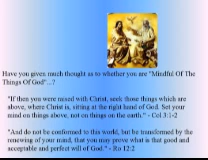 Have you given much thought as to whether you are "Mindful Of The
Things Of God"...?
"If then you were raised with Christ, seek those things which are
above, where Christ is, sitting at the right hand of God. Set your
mind on things above, not on things on the earth." - Col 3:1-2
"And do not be conformed to this world, but be transformed by the
renewing of your mind, that you may prove what is that good and
acceptable and perfect will of God." - Ro 12:2